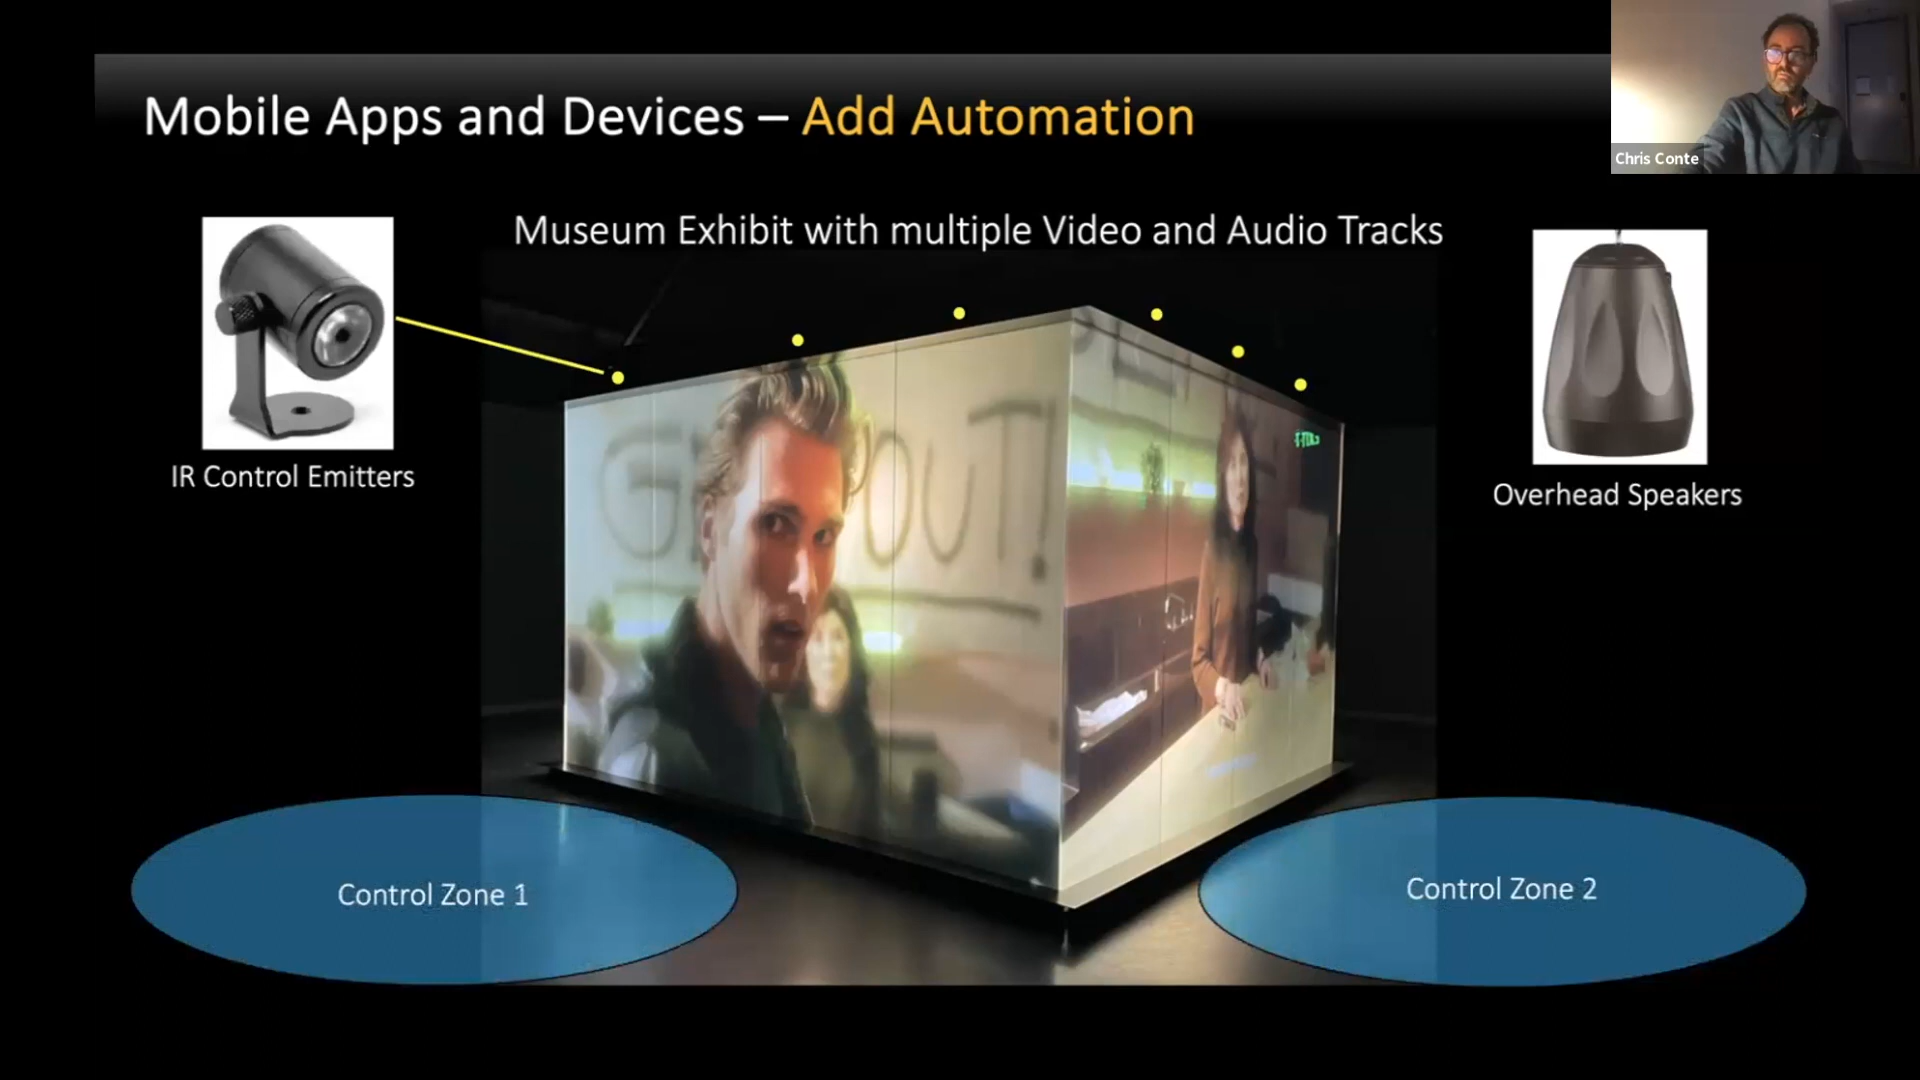 Mobile Apps and Devices – Add Automation
Chris Conte
Museum Exhibit with multiple Video and Audio Tracks
OUT!
IR Control Emitters
Overhead Speakers
Control Zone 1
Control Zone 2